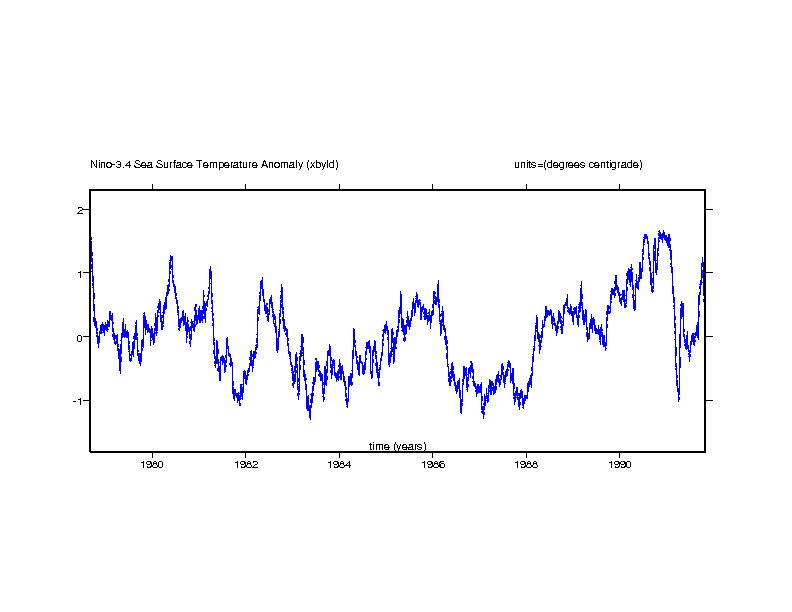 Nino-3.4 Sea Surface Temperature Anomaly (xbyld) units=(degrees centigrade)
2
1
0
-1
time (years)
1980 1982 1984 1986 1988 1990